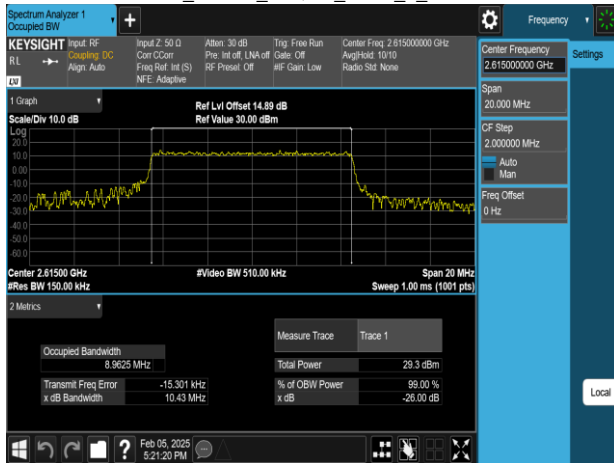 Spectrum Analyzer 1
Occupied BW
Frequency
KEYSIGHT
RL
LXI
Input: RF
Coupling: DC
Align: Auto
Input Z: 50 Ω
Corr CCorr
Freq Ref: Int (S)
NFE: Adaptive
Atten: 30 dB
Pre: Int off, LNA off
RF Preset: Off
Trig: Free Run
Gate: Off
#IF Gain: Low
Center Freq: 2.615000000 GHz
Avg|Hold: 10/10
Radio Std: None
Center Frequency
2.615000000 GHz
Settings
Span
20.000 MHz
CF Step
2.000000 MHz
Auto
Man
Freq Offset
0 Hz
Local
1 Graph
Scale/Div 10.0 dB
Ref Lvl Offset 14.89 dB
Ref Value 30.00 dBm
Log
20.0
10.0
0.00
-10.0
-20.0
-30.0
-40.0
-50.0
-60.0
Center 2.61500 GHz
#Video BW 510.00 kHz
Span 20 MHz
#Res BW 150.00 kHz
Sweep 1.00 ms (1001 pts)
2 Metrics
Measure Trace
Trace 1
Occupied Bandwidth
8.9625 MHz
Total Power
29.3 dBm
Transmit Freq Error
-15.301 kHz
% of OBW Power
99.00 %
x dB Bandwidth
10.43 MHz
x dB
-26.00 dB
?
Feb 05, 2025
5:21:20 PM